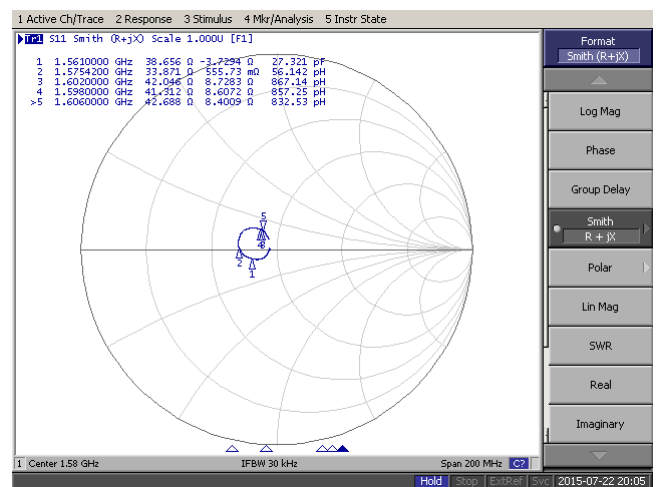 1 Active Ch/Trace 2 Response 3 Stimulus 4 Mkr/Analysis 5 Instr State
Tr1 S11 Smith (R+jX) Scale 1.000U [F1]
1 1.5610000 GHz 38.656 Ω -3.7294 Ω 27.321 pF
2 1.5754200 GHz 33.871 Ω 555.73 mΩ 56.142 pH
3 1.6020000 GHz 42.046 Ω 8.7283 Ω 867.14 pH
4 1.5980000 GHz 41.312 Ω 8.6072 Ω 857.25 pH
>5 1.6060000 GHz 42.688 Ω 8.4009 Ω 832.53 pH
5
2
1
1 Center 1.58 GHz IFBW 30 kHz Span 200 MHz C?
Format
Smith (R+jX)
Log Mag
Phase
Group Delay
Smith
R + jX
Polar
Lin Mag
SWR
Real
Imaginary
Hold Stop ExtRef Svc 2015-07-22 20:05